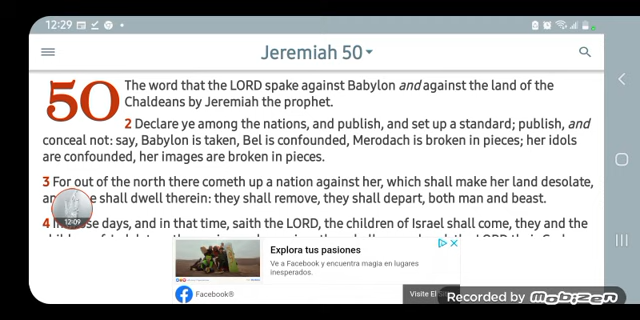 12:29
Jeremiah 50
50 The word that the LORD spake against Babylon and against the land of the
Chaldeans by Jeremiah the prophet.
2 Declare ye among the nations, and publish, and set up a standard; publish, and
conceal not: say, Babylon is taken, Bel is confounded, Merodach is broken in pieces; her idols
are confounded, her images are broken in pieces.
3 For out of the north there cometh up a nation against her, which shall make her land desolate,
shall dwell therein: they shall remove, they shall depart, both man and beast.
12:09
4 In those days, and in that time, saith the LORD, the children of Israel shall come, they and the
Explora tus pasiones
Ve a Facebook y encuentra magia en lugares
inesperados.
Facebook®
Visite El
Recorded by Mobizen